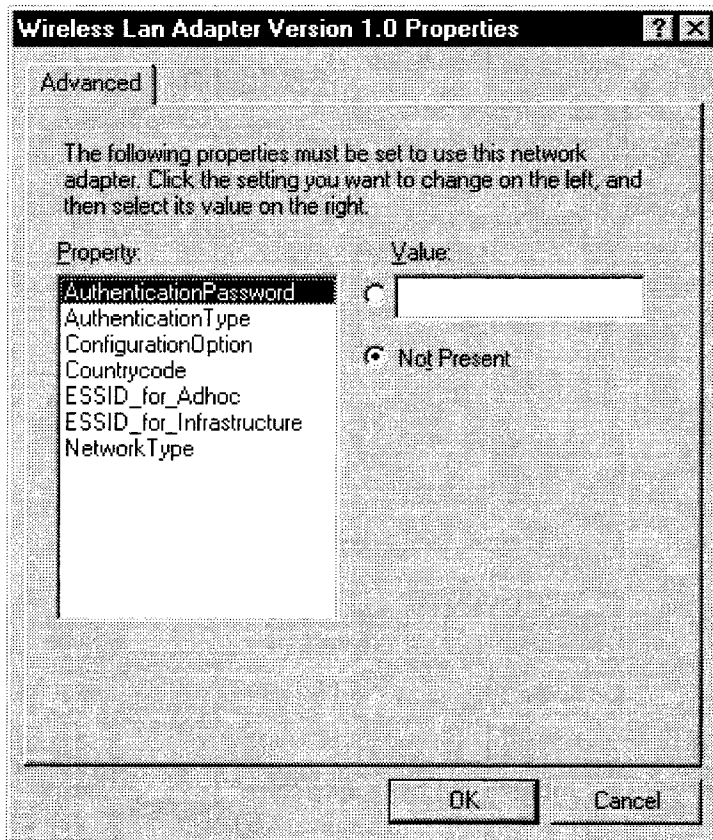 Wireless Lan Adapter Version 1.0 Properties
Advanced
The following properties must be set to use this network
adapter. Click the setting you want to change on the left, and
then select its value on the right.
Property:
Value:
AuthenticationPassword
AuthenticationType
ConfigurationOption
Countrycode
ESSID_for_Adhoc
ESSID_for_Infrastructure
NetworkType
Not Present
OK
Cancel